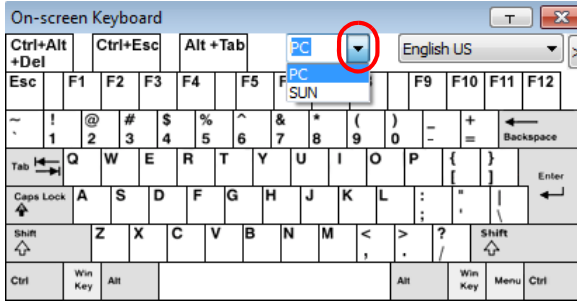 On-screen Keyboard T X
Ctrl+Alt +Del Ctrl+Esc Alt +Tab PC English US >
PC
SUN
Esc F1 F2 F3 F4 F5 F9 F10 F11 F12
~ ! @ # $ % ^ & * ( ) _ + Backspace
` 1 2 3 4 5 6 7 8 9 0 - =
Tab Q W E R T Y U I O P { } Enter
[ ]
Caps Lock A S D F G H J K L : " |
; ' \
Shift Z X C V B N M < > ? Shift
, . /
Ctrl Win Key Alt Alt Win Key Menu Ctrl